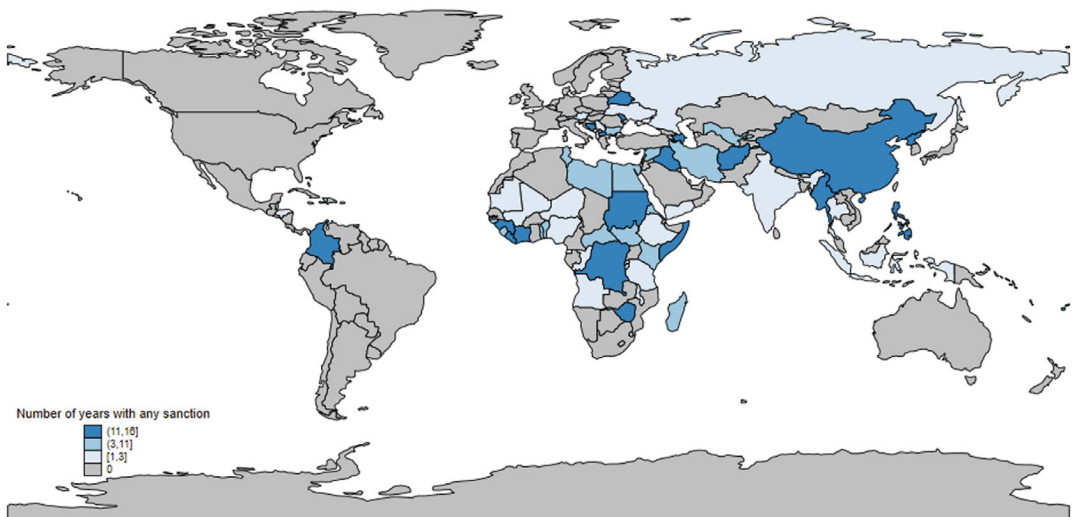 Number of years with any sanction
(11,16]
(3,11]
[1,3]
0